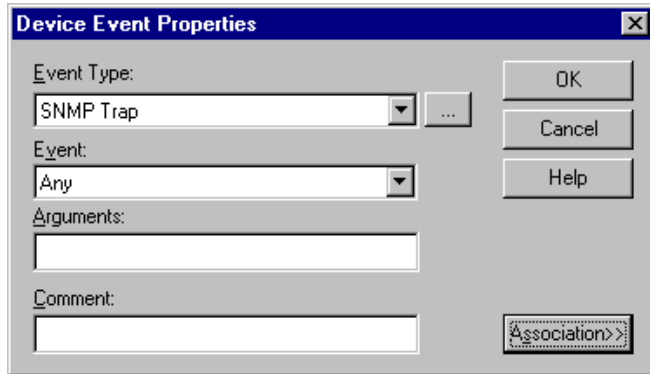 Device Event Properties
Event Type:
SNMP Trap
...
OK
Cancel
Event:
Any
Help
Arguments:
Comment:
Association>>